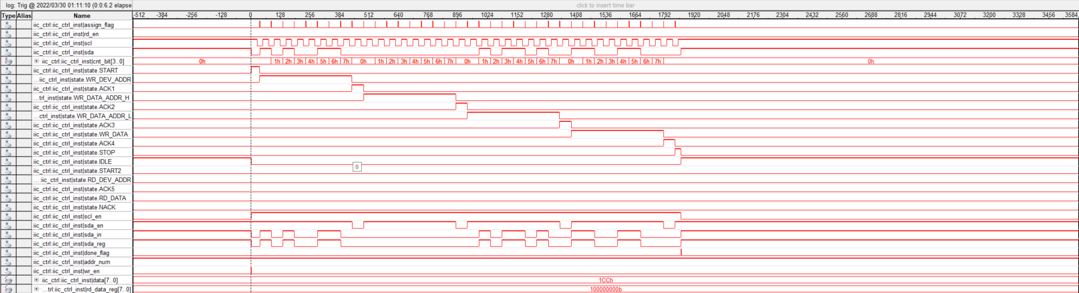 log: Trig @ 2022/03/30 01:11:10 (0:0:6.2 elapse
click to insert time bar
Type Alias Name -512 -384 -256 -128 0 128 256 384 512 640 768 896 1024 1152 1280 1408 1536 1664 1792 1920 2048 2176 2304 2432 2560 2688 2816 2944 3072 3200 3328 3456 3584
iic_ctrl:iic_ctrl_inst|assign_flag
iic_ctrl:iic_ctrl_inst|rd_en
iic_ctrl:iic_ctrl_inst|scl
iic_ctrl:iic_ctrl_inst|sda
iic_ctrl:iic_ctrl_inst|cnt_bit[3..0] 0h 1h 2h 3h 4h 5h 6h 7h 0h 1h 2h 3h 4h 5h 6h 7h 0h 1h 2h 3h 4h 5h 6h 7h 0h 1h 2h 3h 4h 5h 6h 7h 0h
iic_ctrl:iic_ctrl_inst|state.START
...iic_ctrl:iic_ctrl_inst|state.WR_DEV_ADDR
iic_ctrl:iic_ctrl_inst|state.ACK1
...trl:iic_ctrl_inst|state.WR_DATA_ADDR_H
iic_ctrl:iic_ctrl_inst|state.ACK2
...ctrl:iic_ctrl_inst|state.WR_DATA_ADDR_L
iic_ctrl:iic_ctrl_inst|state.ACK3
iic_ctrl:iic_ctrl_inst|state.WR_DATA
iic_ctrl:iic_ctrl_inst|state.ACK4
iic_ctrl:iic_ctrl_inst|state.STOP
iic_ctrl:iic_ctrl_inst|state.IDLE
iic_ctrl:iic_ctrl_inst|state.START2
0
...iic_ctrl:iic_ctrl_inst|state.RD_DEV_ADDR
iic_ctrl:iic_ctrl_inst|state.ACK5
iic_ctrl:iic_ctrl_inst|state.RD_DATA
iic_ctrl:iic_ctrl_inst|state.NACK
iic_ctrl:iic_ctrl_inst|scl_en
iic_ctrl:iic_ctrl_inst|sda_en
iic_ctrl:iic_ctrl_inst|sda_in
iic_ctrl:iic_ctrl_inst|sda_reg
iic_ctrl:iic_ctrl_inst|done_flag
iic_ctrl:iic_ctrl_inst|addr_num
iic_ctrl:iic_ctrl_inst|wr_en
iic_ctrl:iic_ctrl_inst|data[7..0] 1CCh
...trl:iic_ctrl_inst|rd_data_reg[7..0] 100000000b